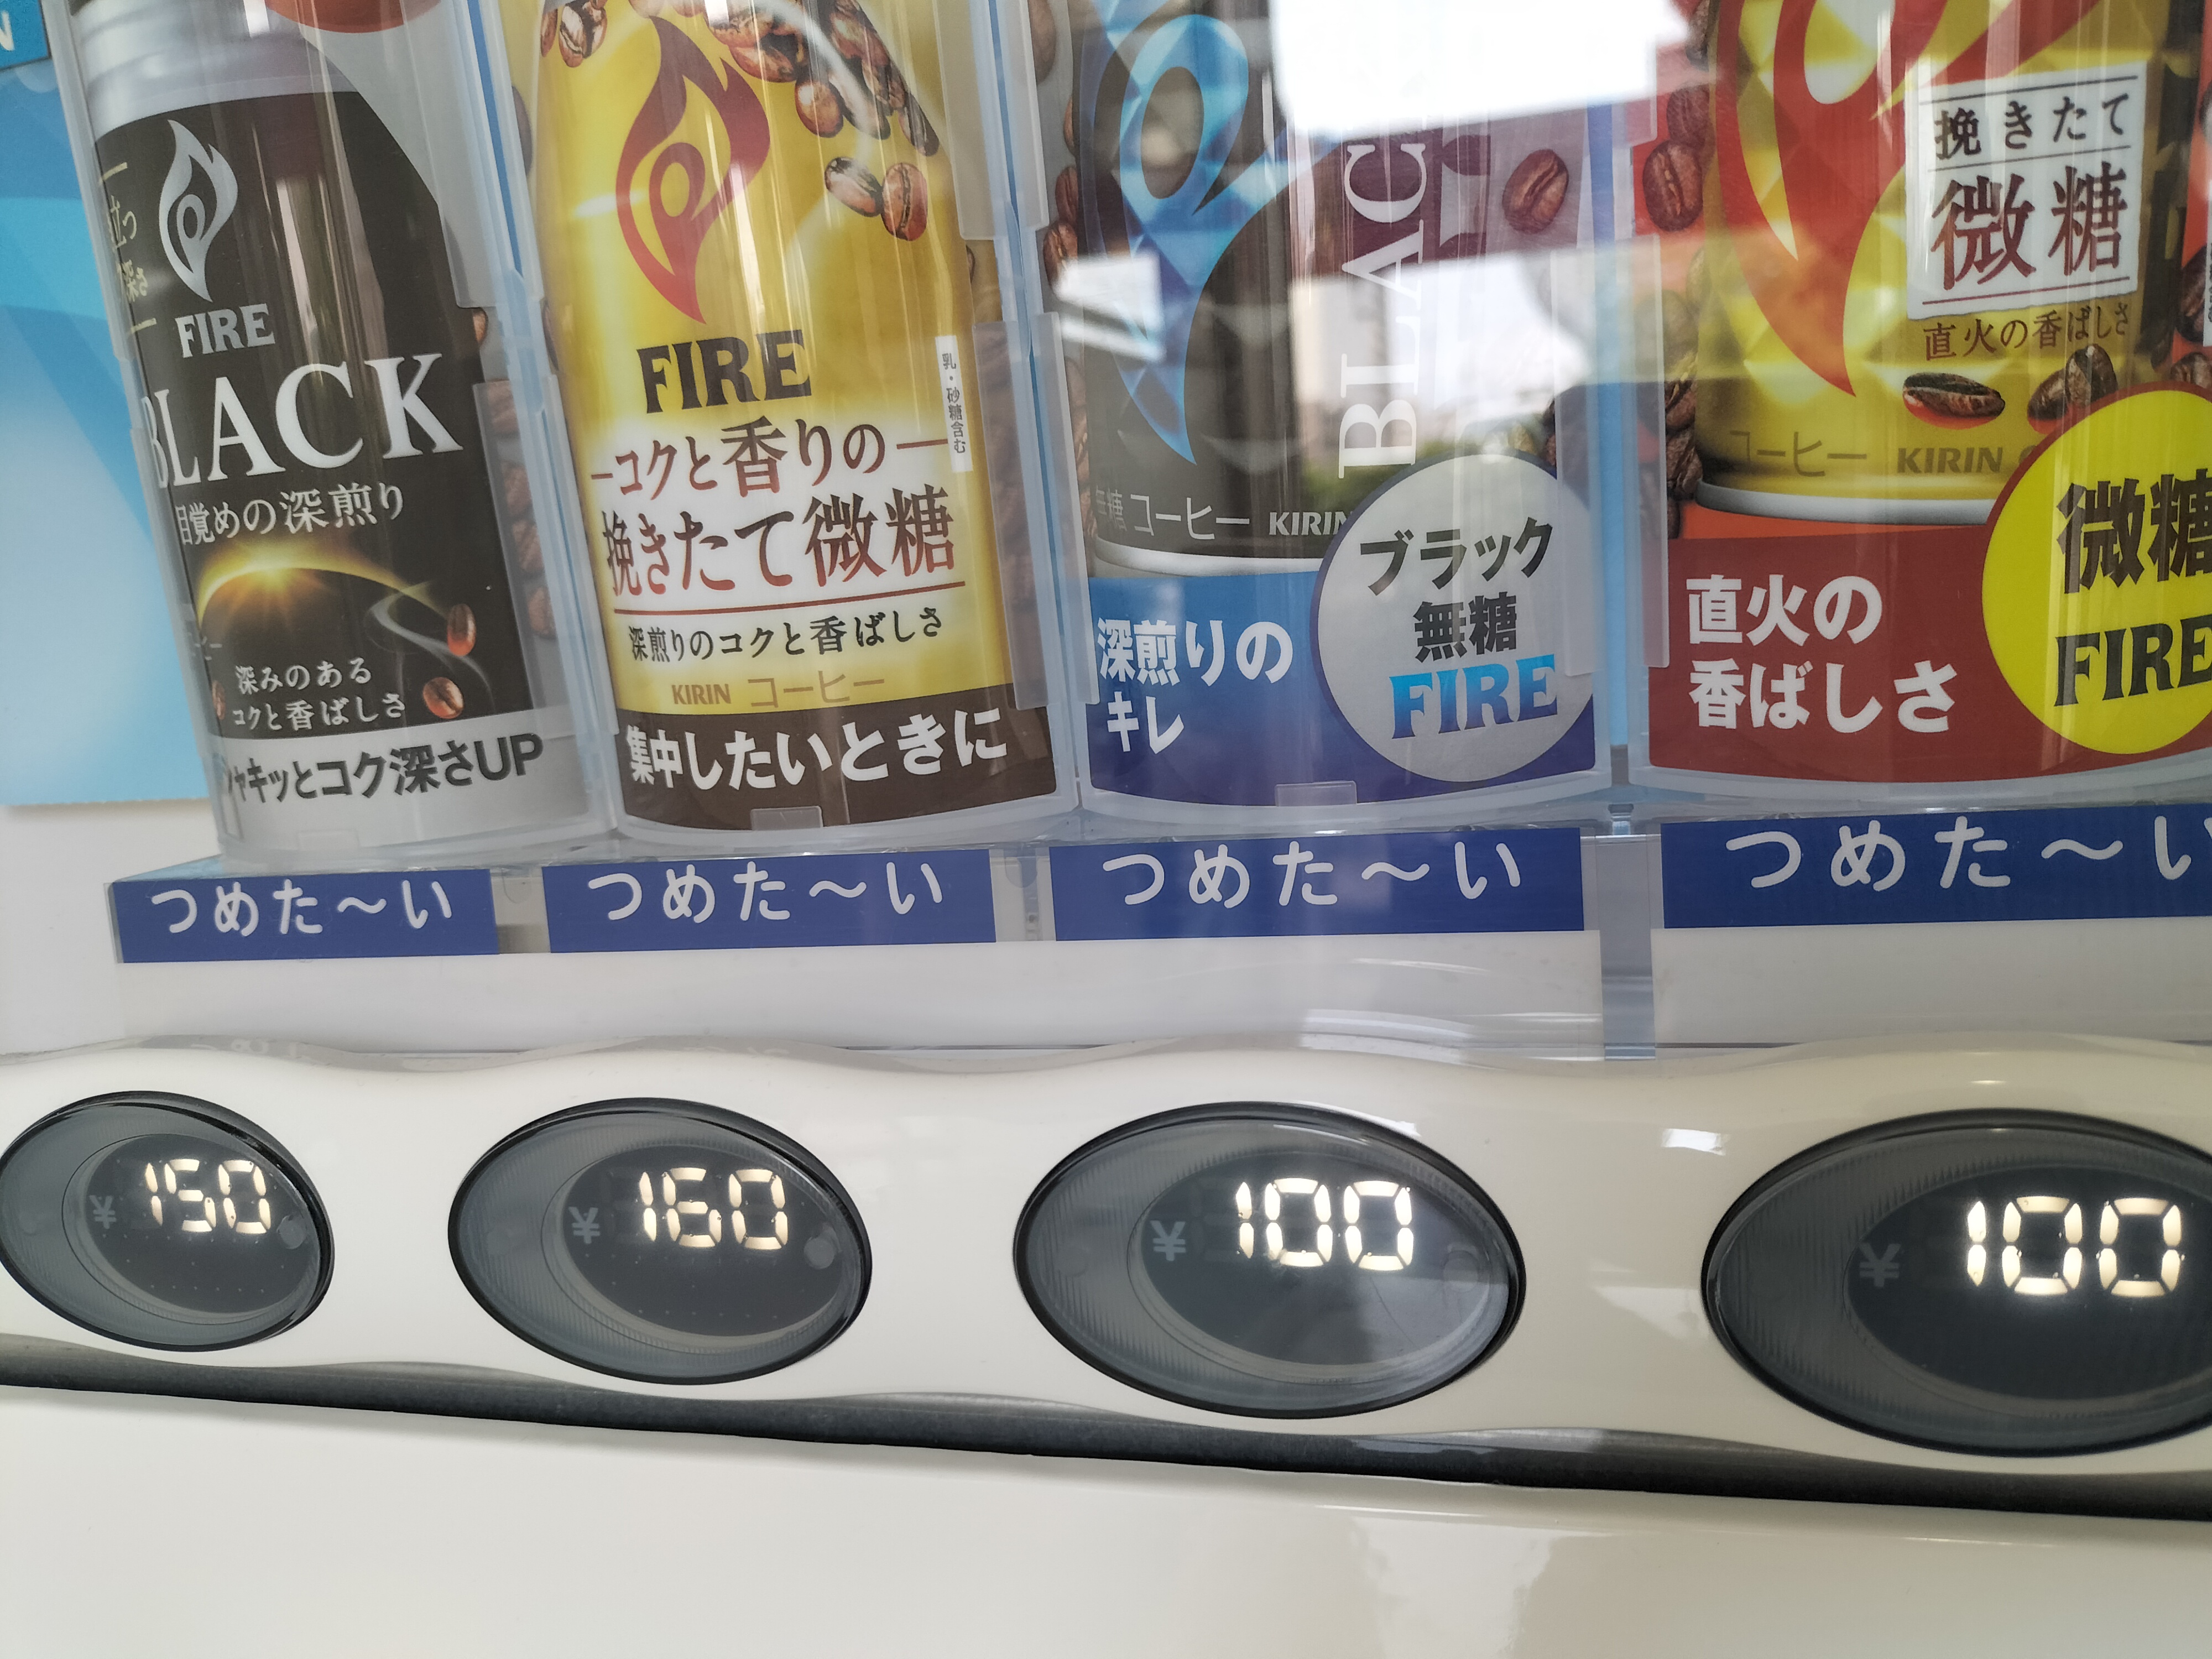 N
FIRE
BLACK
目覚めの深煎り
深みのある
コクと香ばしさ
シャキッとコク深さUP
FIRE
乳・砂糖含む
コクと香りの
挽きたて微糖
深煎りのコクと香ばしさ
KIRIN コーヒー
集中したいときに
BLAC
無糖 コーヒー KIRIN
深煎りの
キレ
ブラック
無糖
FIRE
挽きたて
微糖
直火の香ばしさ
コーヒー KIRIN
直火の
香ばしさ
微糖
FIRE
つめた〜い
つめた〜い
つめた〜い
つめた〜い
¥ 150
¥ 160
¥ 100
¥ 100